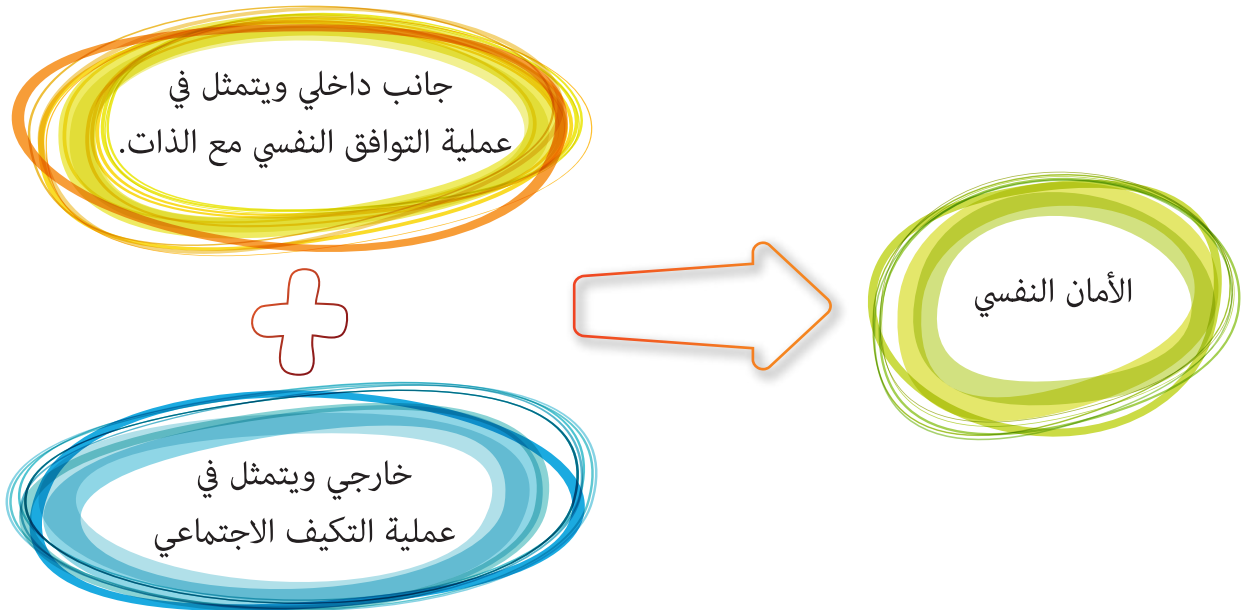 جانب داخلي ويتمثل في
عملية التوافق النفسي مع الذات.
خارجي ويتمثل في
عملية التكيف الاجتماعي
الأمان النفسي